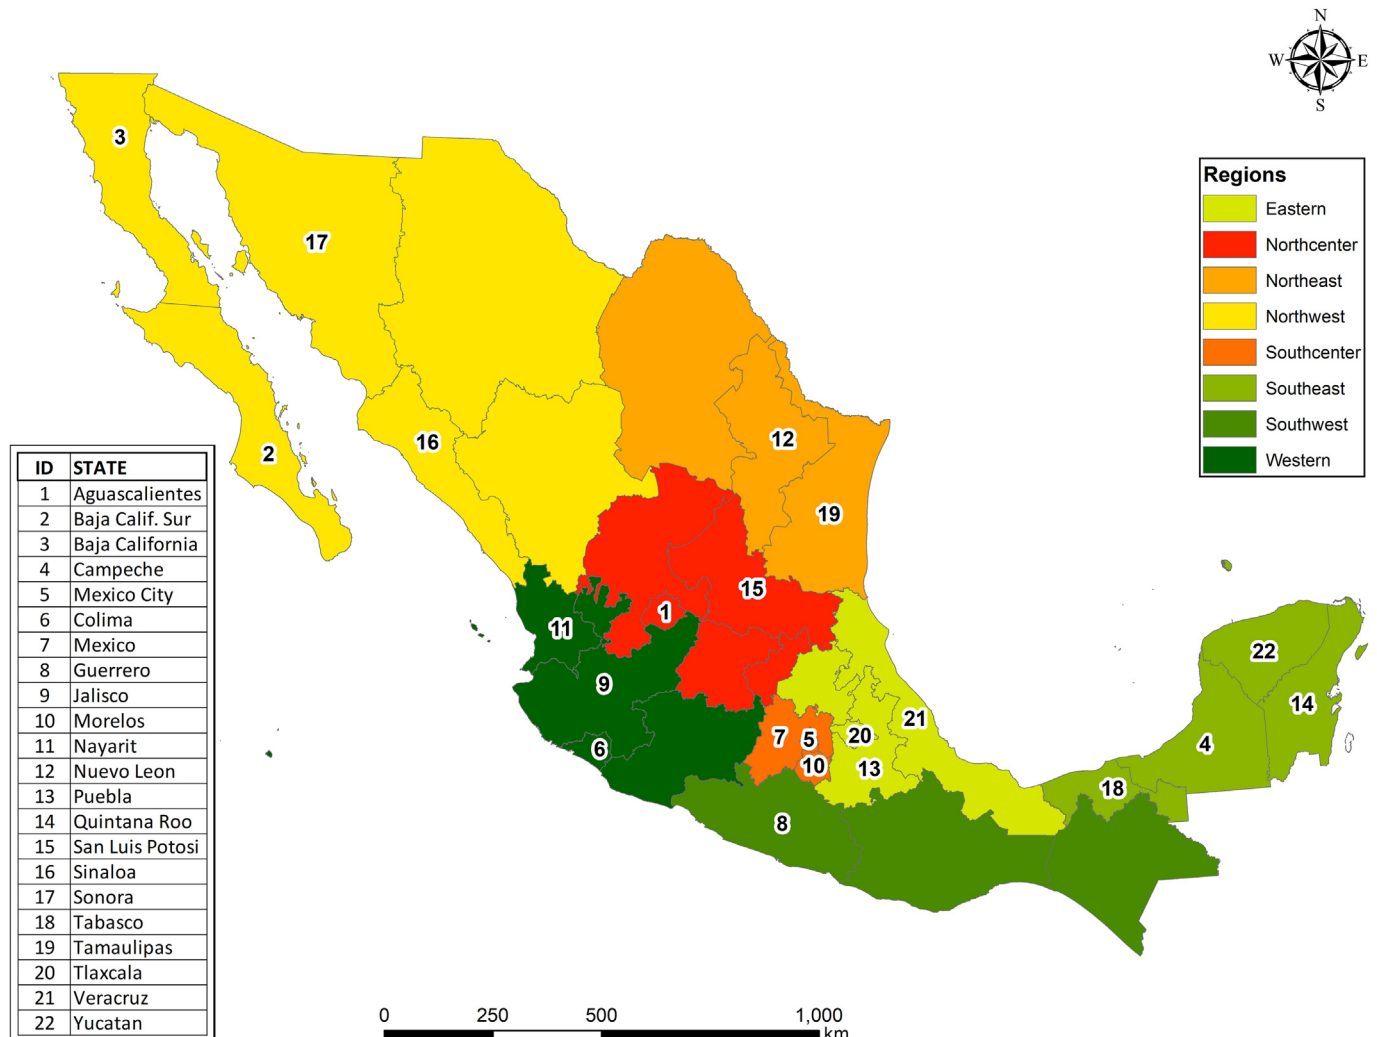 N
W E
S
3
17
16
2
12
19
15
1
11
9
6
7
5
10
20
13
21
8
18
4
22
14
Regions
Eastern
Northcenter
Northeast
Northwest
Southcenter
Southeast
Southwest
Western
ID STATE
1 Aguascalientes
2 Baja Calif. Sur
3 Baja California
4 Campeche
5 Mexico City
6 Colima
7 Mexico
8 Guerrero
9 Jalisco
10 Morelos
11 Nayarit
12 Nuevo Leon
13 Puebla
14 Quintana Roo
15 San Luis Potosi
16 Sinaloa
17 Sonora
18 Tabasco
19 Tamaulipas
20 Tlaxcala
21 Veracruz
22 Yucatan
0 250 500 1,000
km